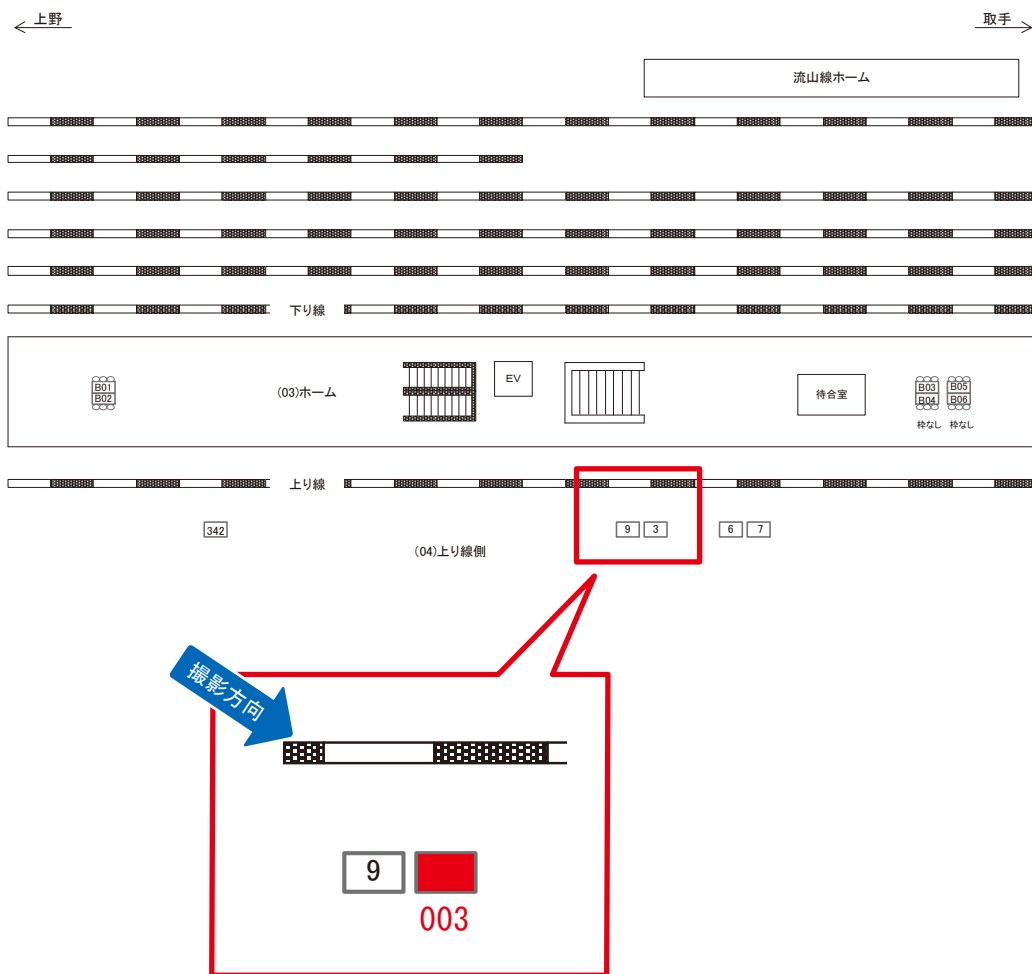 上野
取手
流山線ホーム
下り線
B01
B02
(03)ホーム
EV
待合室
B03
B04
B05
B06
枠なし
枠なし
上り線
342
9
3
6
7
(04)上り線側
撮影方向
9
003